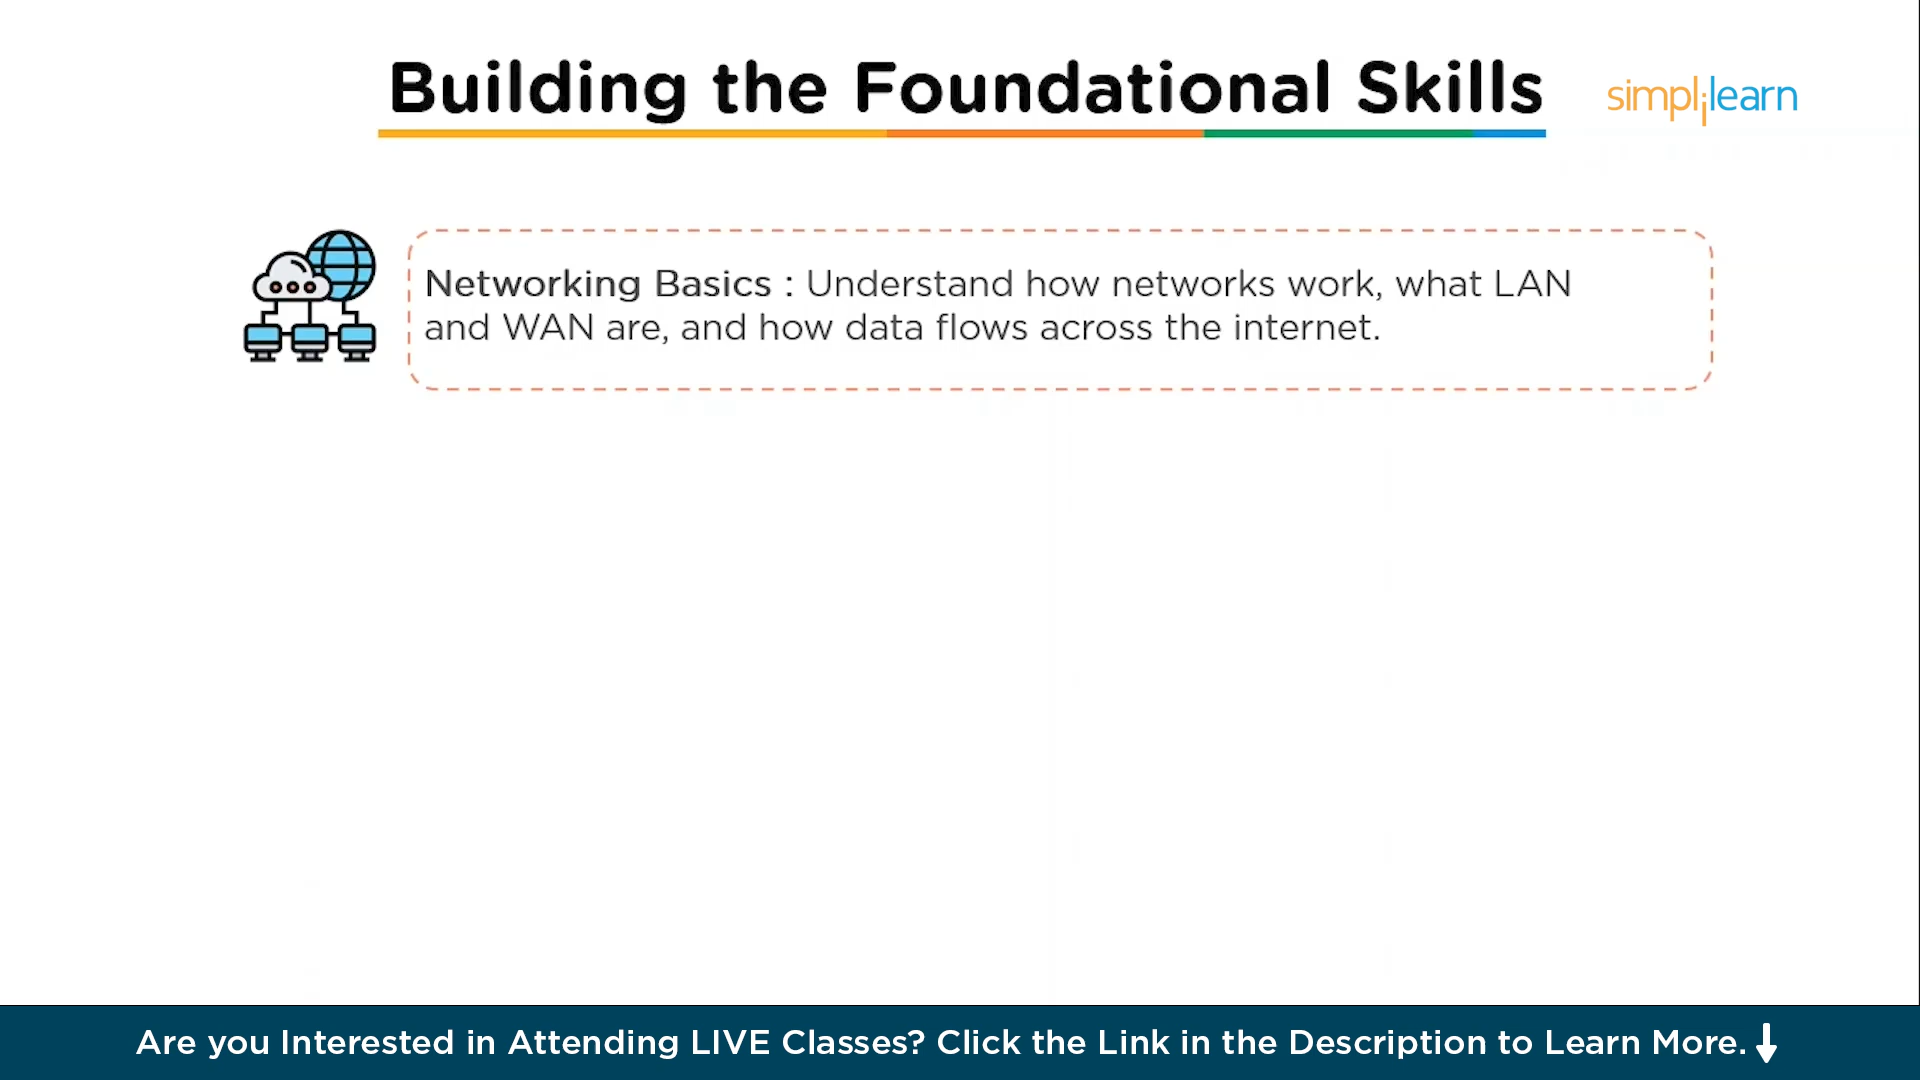 Building the Foundational Skills
simplilearn
Networking Basics : Understand how networks work, what LAN
and WAN are, and how data flows across the internet.
Are you Interested in Attending LIVE Classes? Click the Link in the Description to Learn More.